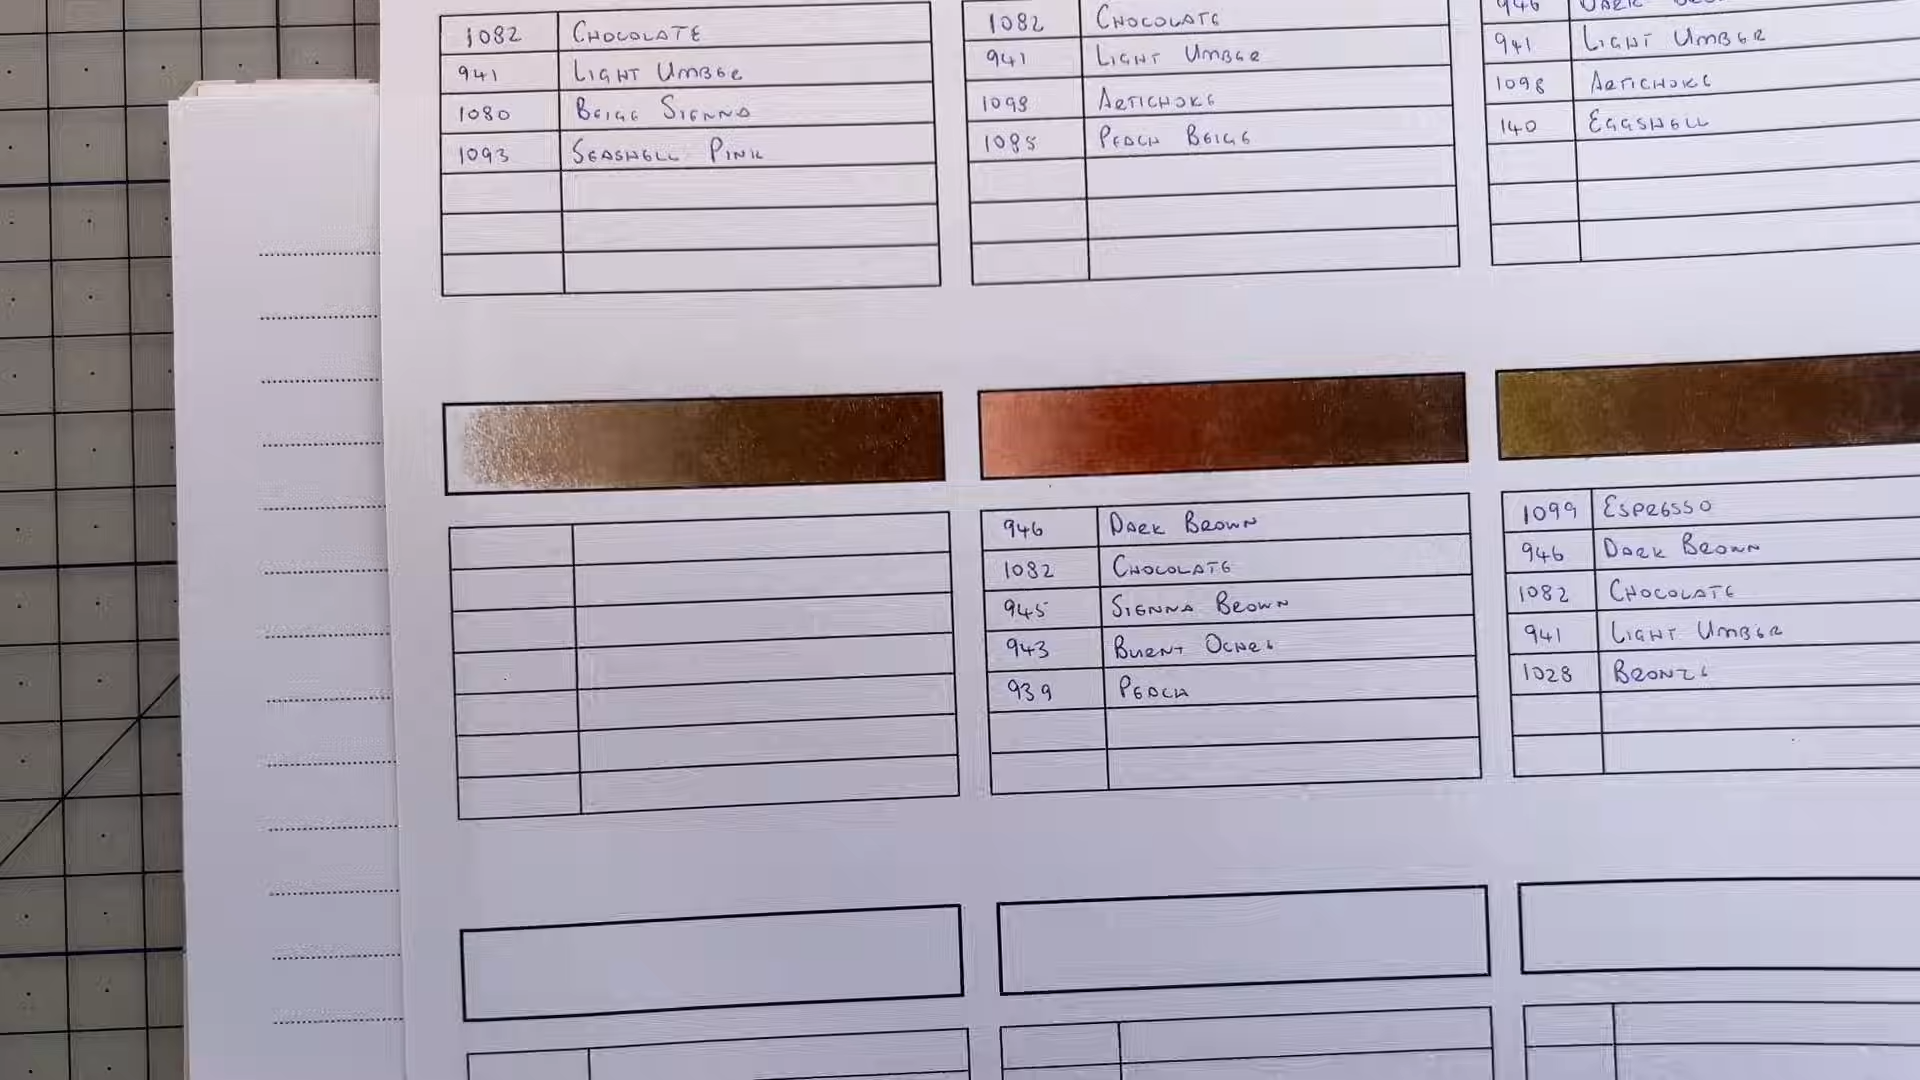 1082 CHOCOLATE
941 LIGHT UMBER
1080 BEIGE SIENNA
1093 SEASHELL PINK
1082 CHOCOLATE
941 LIGHT UMBER
1098 ARTICHOKE
1085 PEACH BEIGE
946 DARK
941 LIGHT UMBER
1098 ARTICHOKE
140 EGGSHELL
946 DARK BROWN
1082 CHOCOLATE
945 SIENNA BROWN
943 BURNT OCHRE
939 PEACH
1099 ESPRESSO
946 DARK BROWN
1082 CHOCOLATE
941 LIGHT UMBER
1028 BRONZE